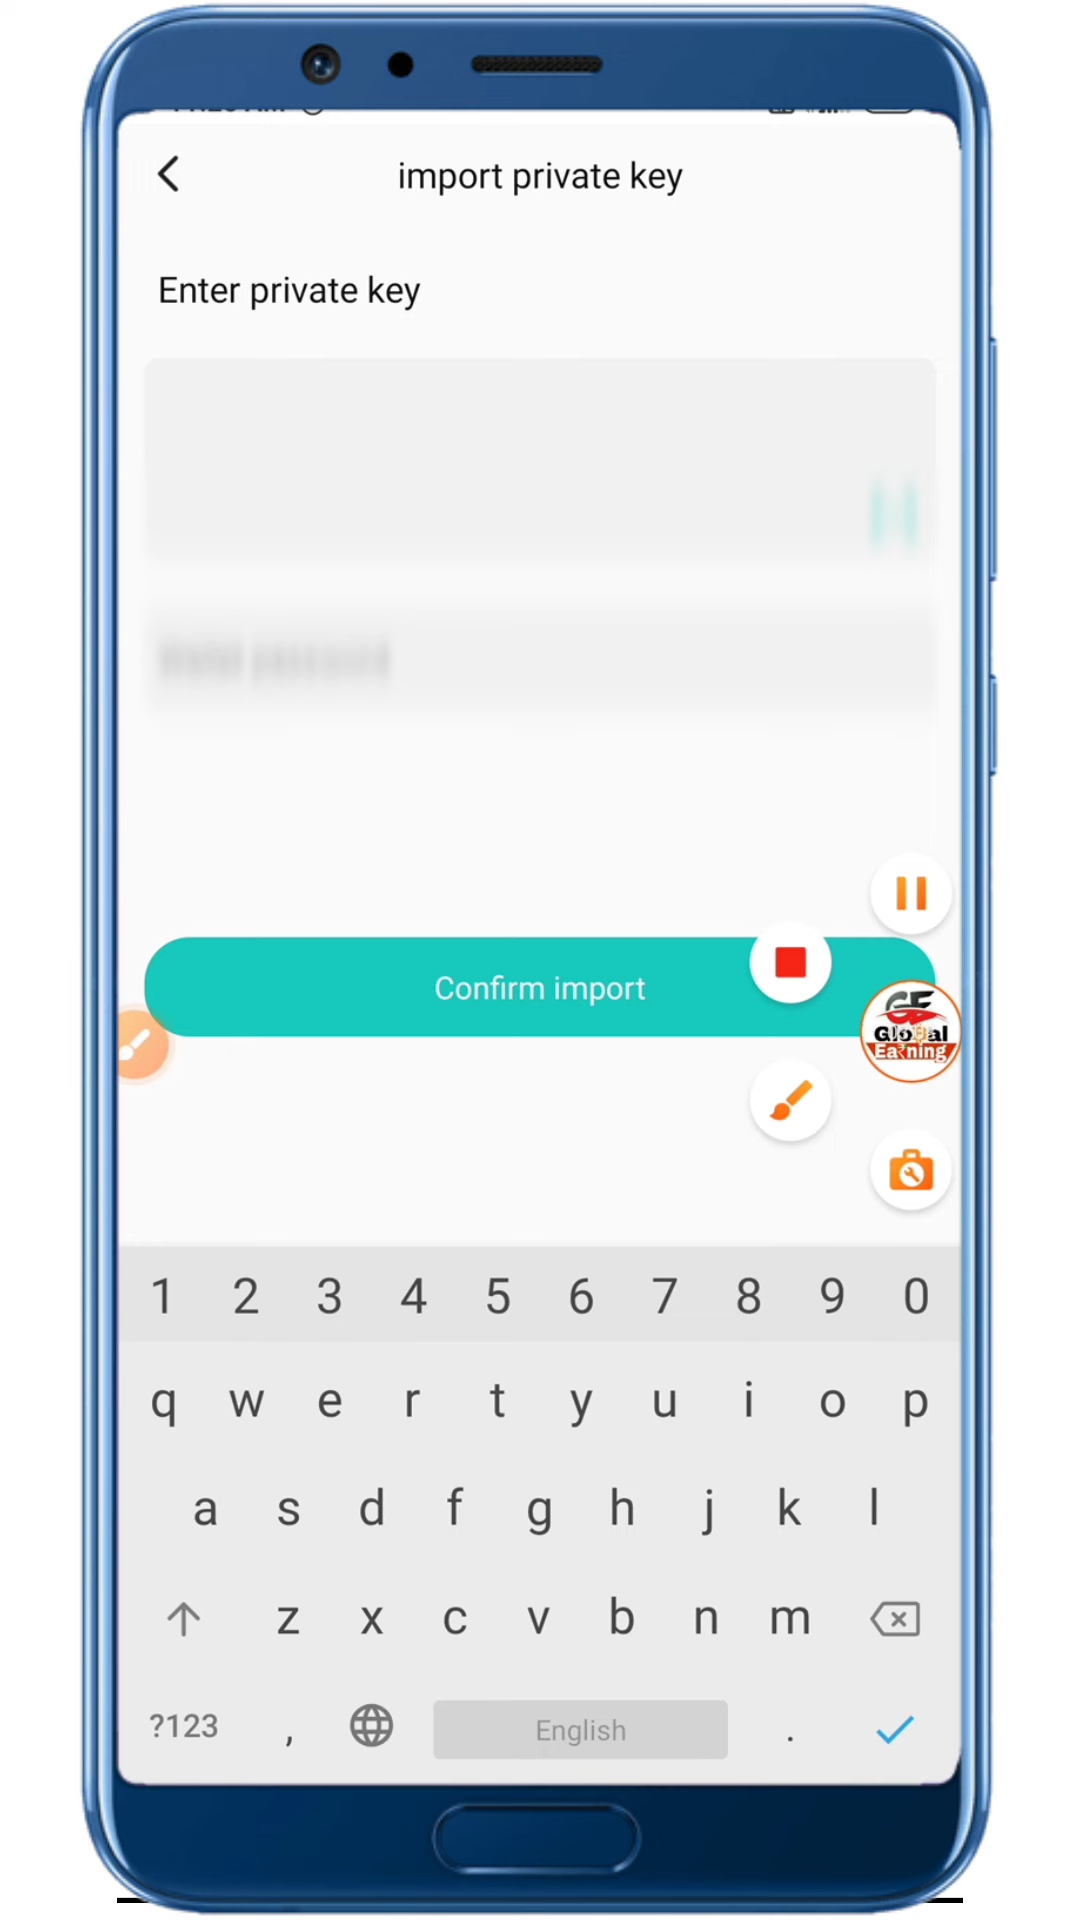 import private key
Enter private key
Confirm import
Global
Earning
1 2 3 4 5 6 7 8 9 0
q w e r t y u i o p
a s d f g h j k l
z x c v b n m
?123 , English .